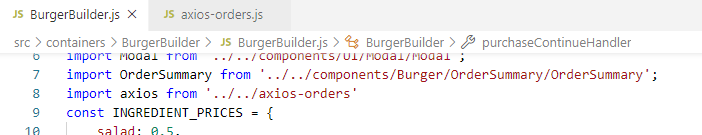 JS BurgerBuilder.js × JS axios-orders.js
src > containers > BurgerBuilder > JS BurgerBuilder.js > BurgerBuilder > purchaseContinueHandler
6 import Modal from '../../components/UI/Modal/Modal';
7 import OrderSummary from '../../components/Burger/OrderSummary/OrderSummary';
8 import axios from '../../axios-orders'
9 const INGREDIENT_PRICES = {
10 salad: 0.5,